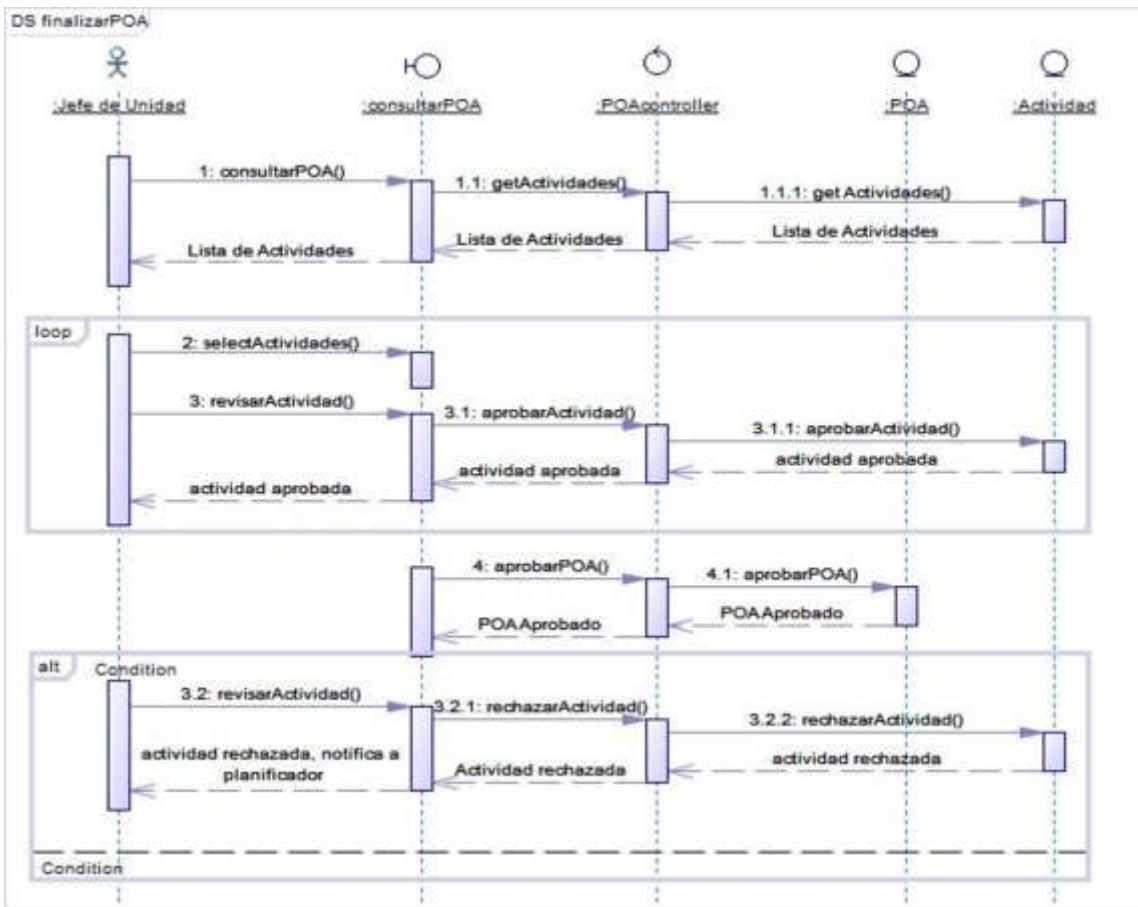 DS finalizarPOA
:Jefe de Unidad
:consultarPOA
:POAcontroller
:POA
:Actividad
1: consultarPOA()
1.1: getActividades()
1.1.1: get Actividades()
Lista de Actividades
Lista de Actividades
Lista de Actividades
loop
2: selectActividades()
3: revisarActividad()
3.1: aprobarActividad()
3.1.1: aprobarActividad()
actividad aprobada
actividad aprobada
actividad aprobada
4: aprobarPOA()
4.1: aprobarPOA()
POAAprobado
POAAprobado
alt
Condition
3.2: revisarActividad()
3.2.1: rechazarActividad()
3.2.2: rechazarActividad()
actividad rechazada, notifica a
planificador
Actividad rechazada
actividad rechazada
Condition